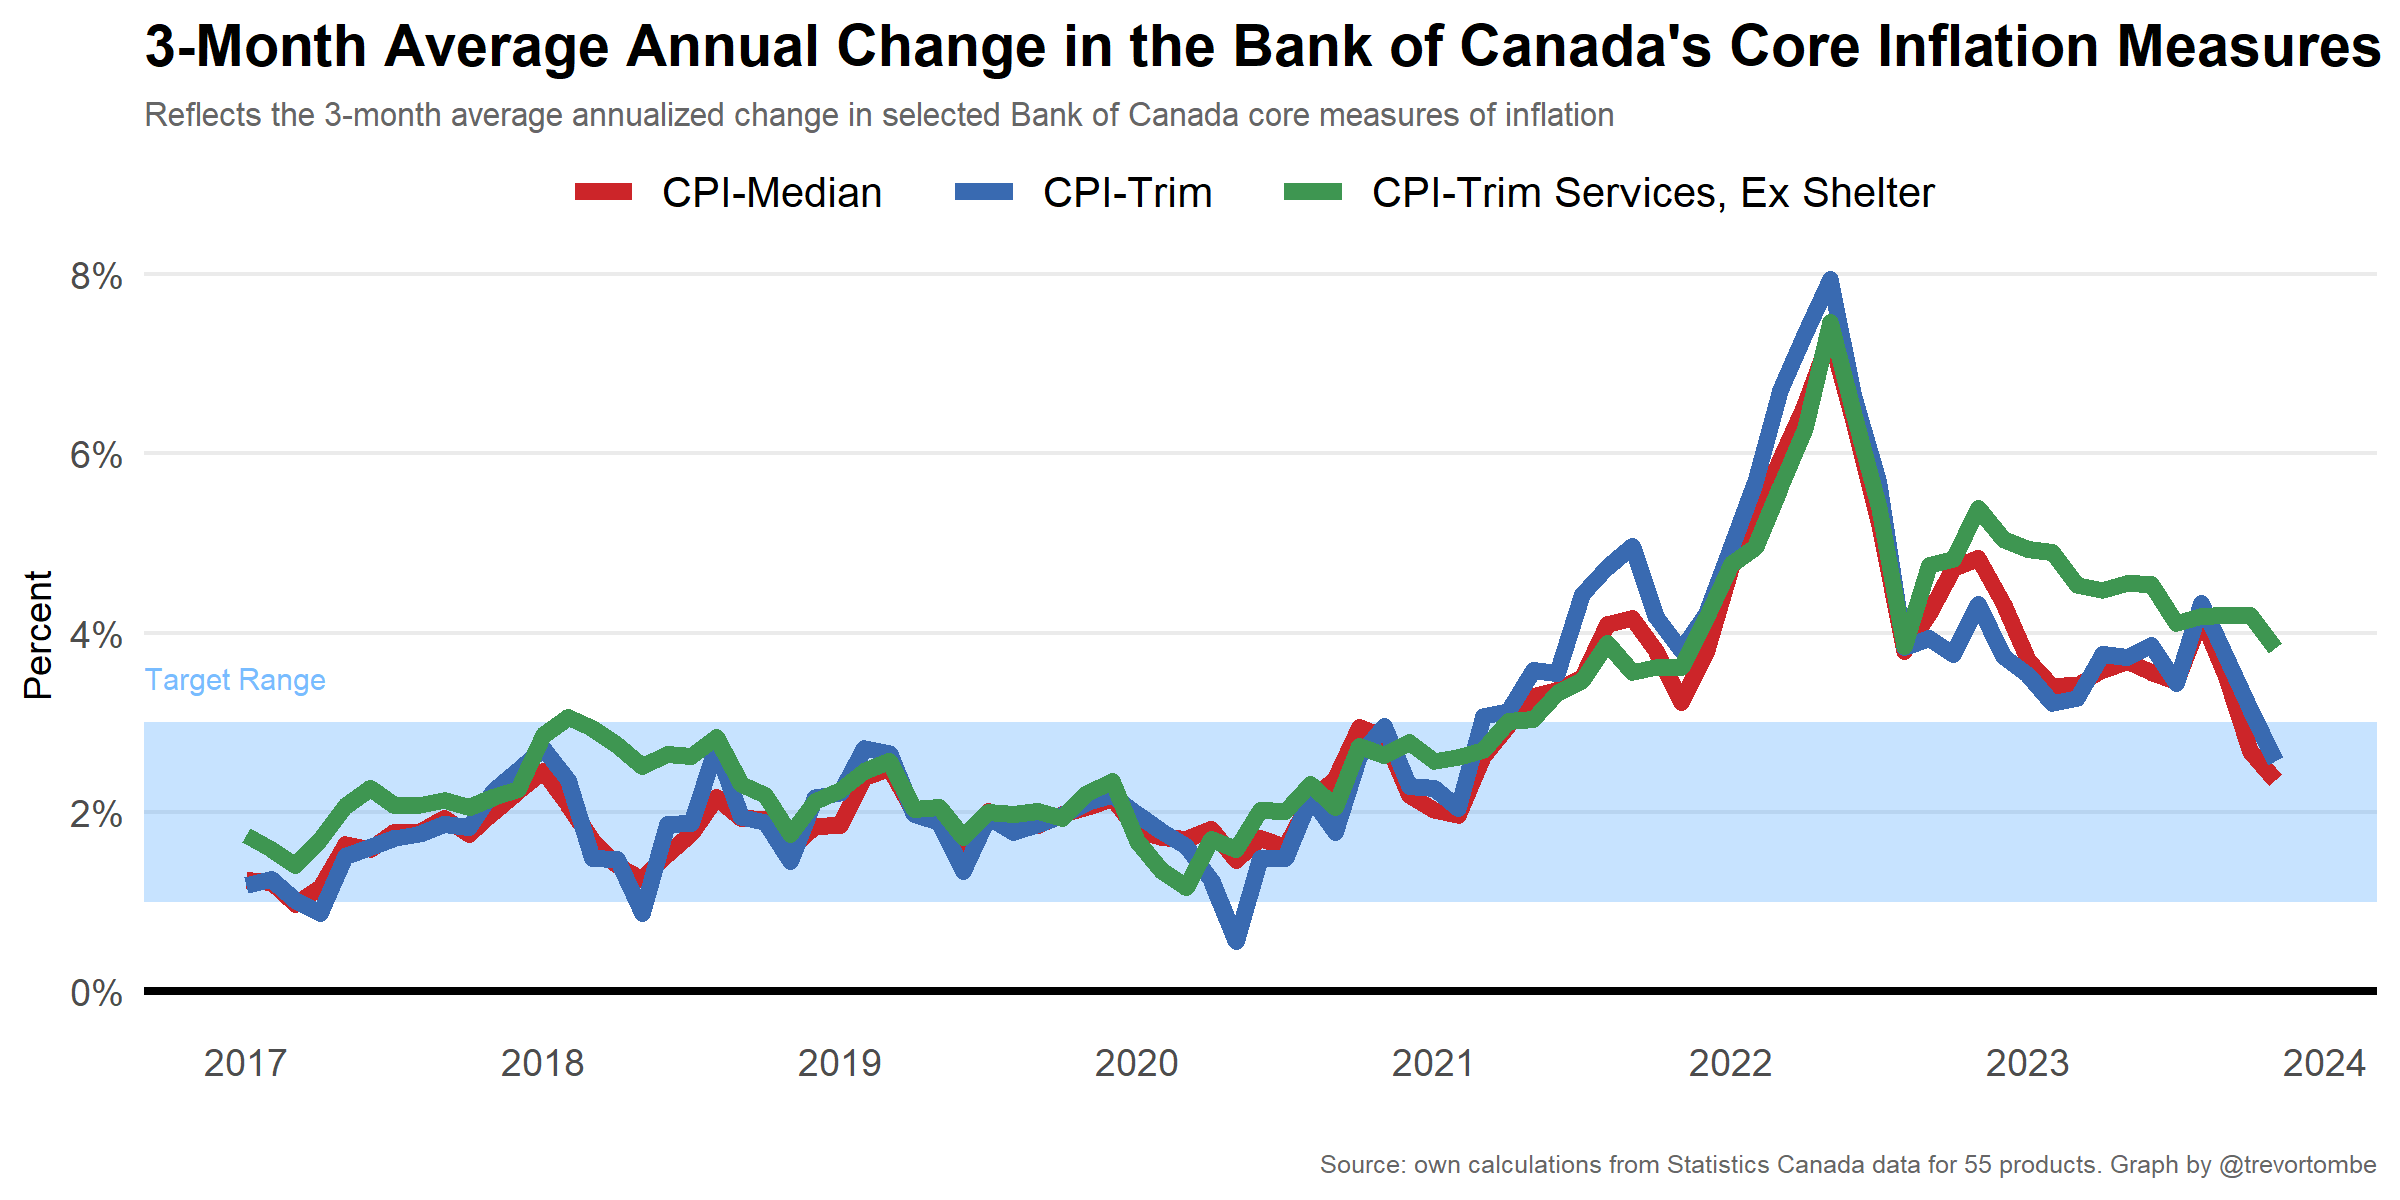 3-Month Average Annual Change in the Bank of Canada's Core Inflation Measures
Reflects the 3-month average annualized change in selected Bank of Canada core measures of inflation
CPI-Median CPI-Trim CPI-Trim Services, Ex Shelter
8%
6%
4%
2%
0%
Percent
Target Range
2017 2018 2019 2020 2021 2022 2023 2024
Source: own calculations from Statistics Canada data for 55 products. Graph by @trevortombe